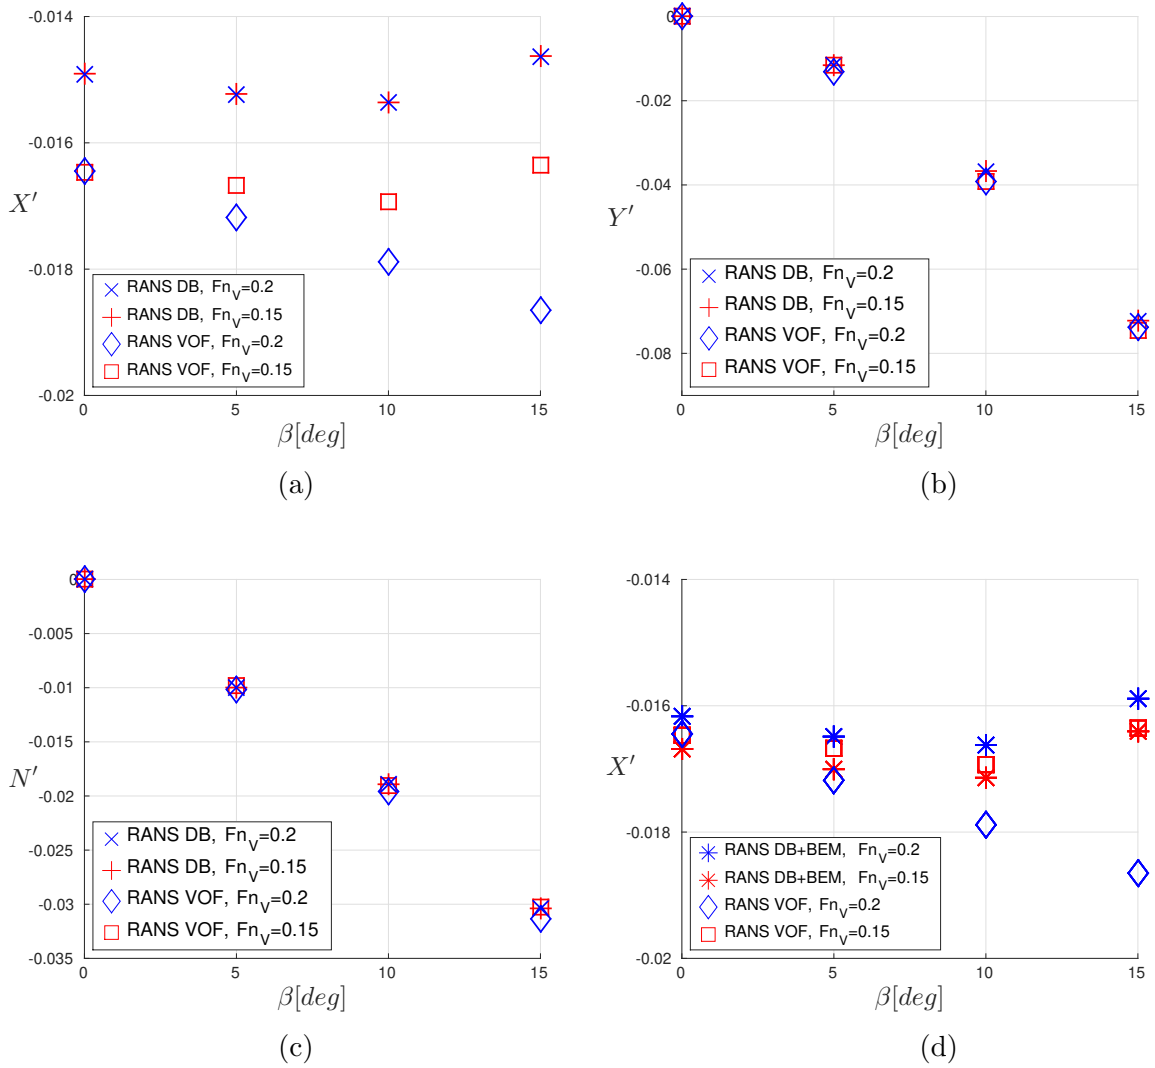 -0.014
-0.016
-0.018
-0.02
X′
RANS DB, Fn_V=0.2
RANS DB, Fn_V=0.15
RANS VOF, Fn_V=0.2
RANS VOF, Fn_V=0.15
0 5 10 15
β[deg]
(a)
0
-0.02
-0.04
-0.06
-0.08
Y′
RANS DB, Fn_V=0.2
RANS DB, Fn_V=0.15
RANS VOF, Fn_V=0.2
RANS VOF, Fn_V=0.15
0 5 10 15
β[deg]
(b)
0
-0.005
-0.01
-0.015
-0.02
-0.025
-0.03
-0.035
N′
RANS DB, Fn_V=0.2
RANS DB, Fn_V=0.15
RANS VOF, Fn_V=0.2
RANS VOF, Fn_V=0.15
0 5 10 15
β[deg]
(c)
-0.014
-0.016
-0.018
-0.02
X′
RANS DB+BEM, Fn_V=0.2
RANS DB+BEM, Fn_V=0.15
RANS VOF, Fn_V=0.2
RANS VOF, Fn_V=0.15
0 5 10 15
β[deg]
(d)